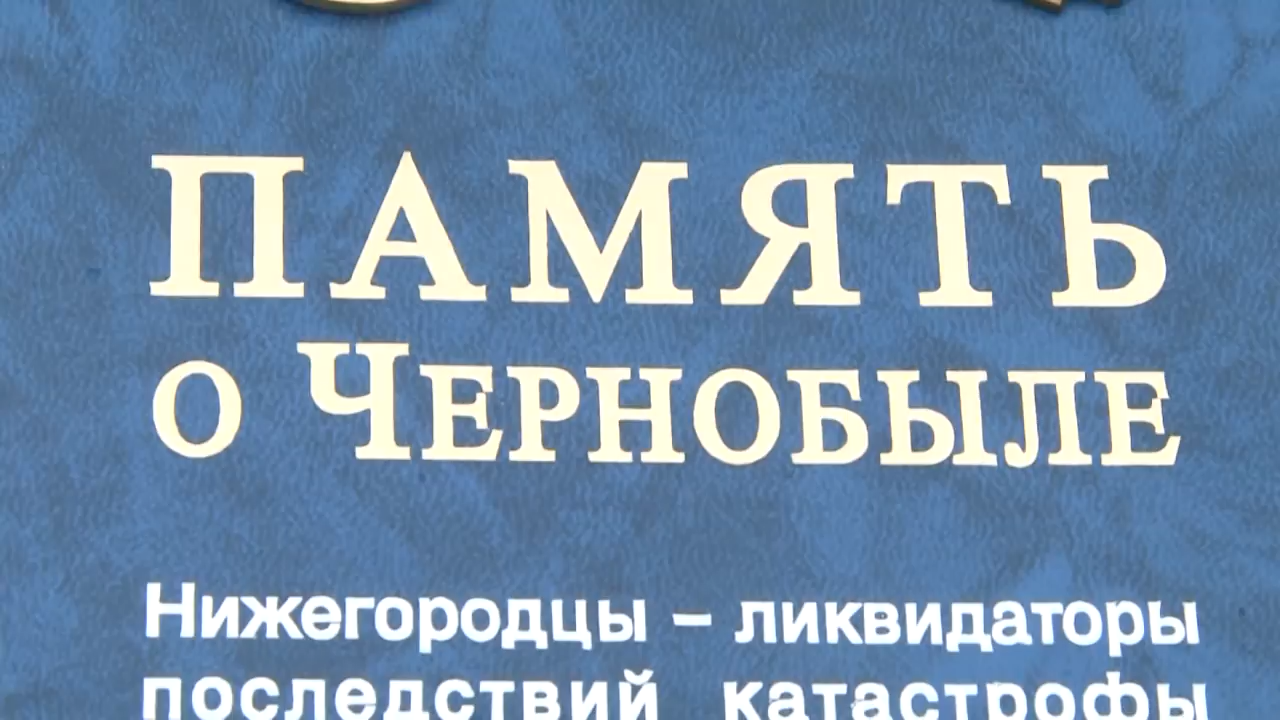 ПАМЯТЬ
о ЧЕРНОБЫЛЕ
Нижегородцы – ликвидаторы
последствий катастрофы